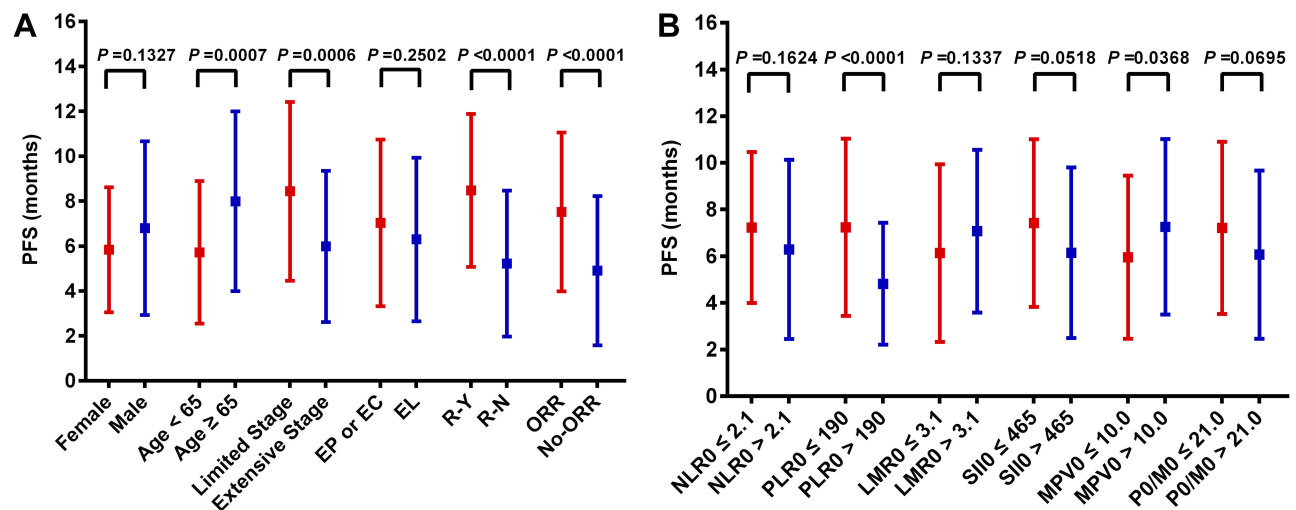 A
PFS (months)
16
14
12
10
8
6
4
2
0
P =0.1327 P =0.0007 P =0.0006 P =0.2502 P <0.0001 P <0.0001
Female
Male
Age < 65
Age ≥ 65
Limited Stage
Extensive Stage
EP or EC
EL
R-Y
R-N
ORR
No-ORR
B
PFS (months)
16
14
12
10
8
6
4
2
0
P =0.1624 P <0.0001 P =0.1337 P =0.0518 P =0.0368 P =0.0695
NLR0 ≤ 2.1
NLR0 > 2.1
PLR0 ≤ 190
PLR0 > 190
LMR0 ≤ 3.1
LMR0 > 3.1
SII0 ≤ 465
SII0 > 465
MPV0 ≤ 10.0
MPV0 > 10.0
P0/M0 ≤ 21.0
P0/M0 > 21.0